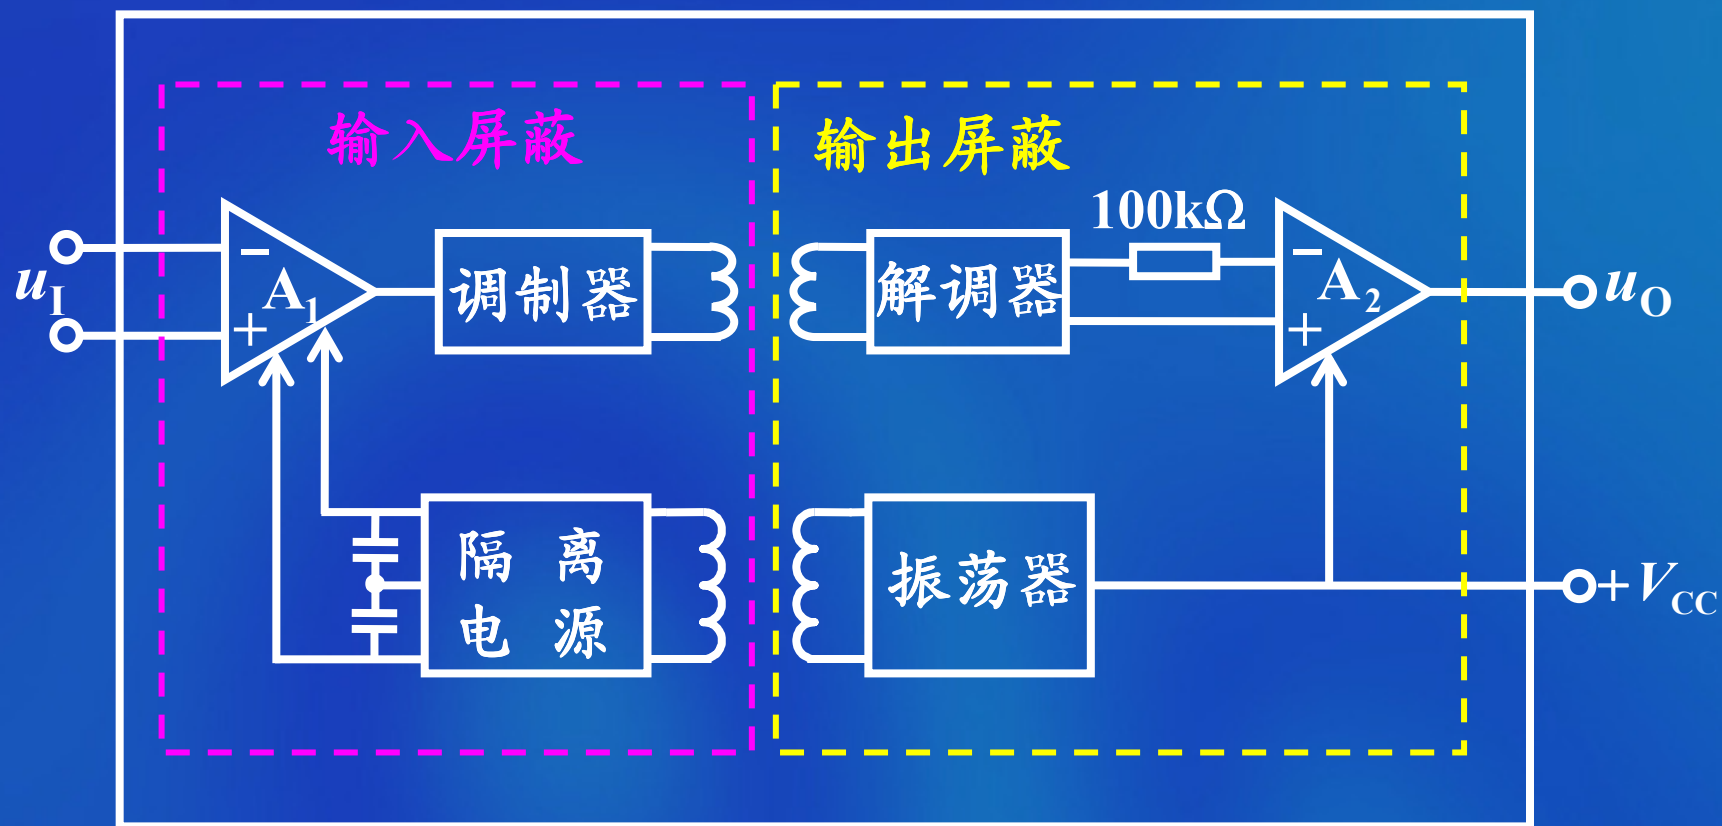 输入屏蔽
输出屏蔽
100kΩ
uI
− A1 +
调制器
解调器
− A2 +
uO
隔 离
电 源
振荡器
+VCC